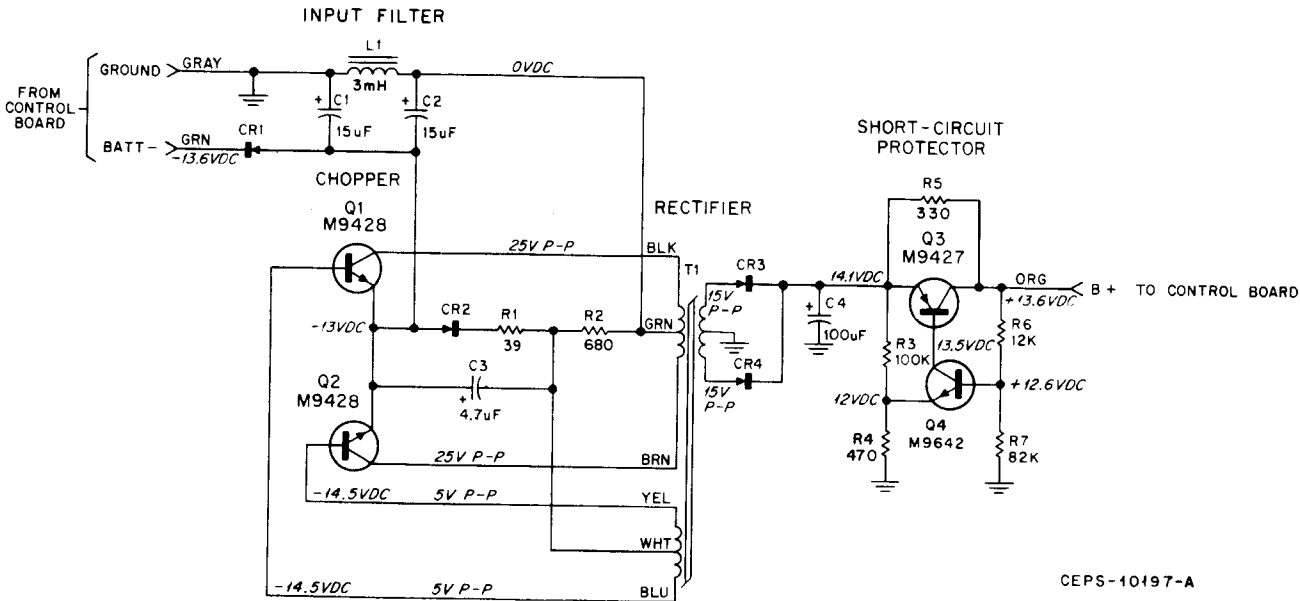 INPUT FILTER
L1
3mH
GROUND
GRAY
0VDC
FROM
CONTROL
BOARD
+
C1
15uF
+
C2
15uF
BATT-
GRN
-13.6VDC
CR1
CHOPPER
Q1
M9428
25V P-P
BLK
RECTIFIER
T1
-13VDC
CR2
R1
39
R2
680
GRN
C3
+
4.7uF
Q2
M9428
25V P-P
BRN
-14.5VDC
5V P-P
YEL
WHT
-14.5VDC
5V P-P
BLU
CR3
15V
P-P
CR4
15V
P-P
+
C4
100uF
SHORT-CIRCUIT
PROTECTOR
R5
330
Q3
M9427
14.1VDC
ORG
+13.6VDC
B+ TO CONTROL BOARD
R3
100K
13.5VDC
R6
12K
12VDC
+12.6VDC
Q4
M9642
R4
470
R7
82K
CEPS-10197-A